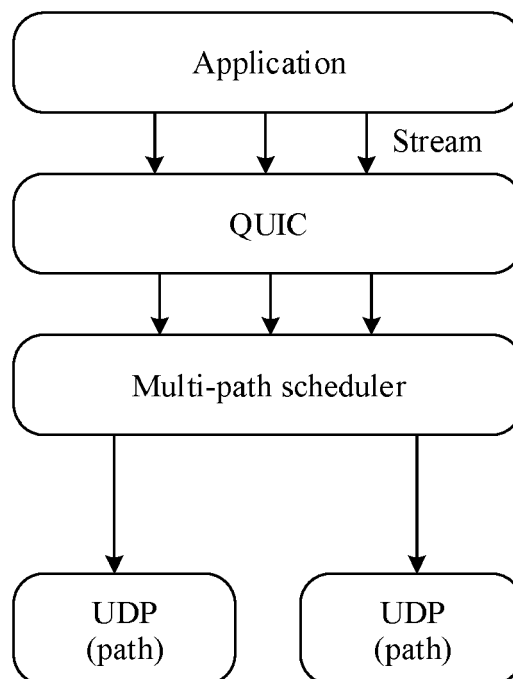 Application
Stream
QUIC
Multi-path scheduler
UDP
(path)
UDP
(path)